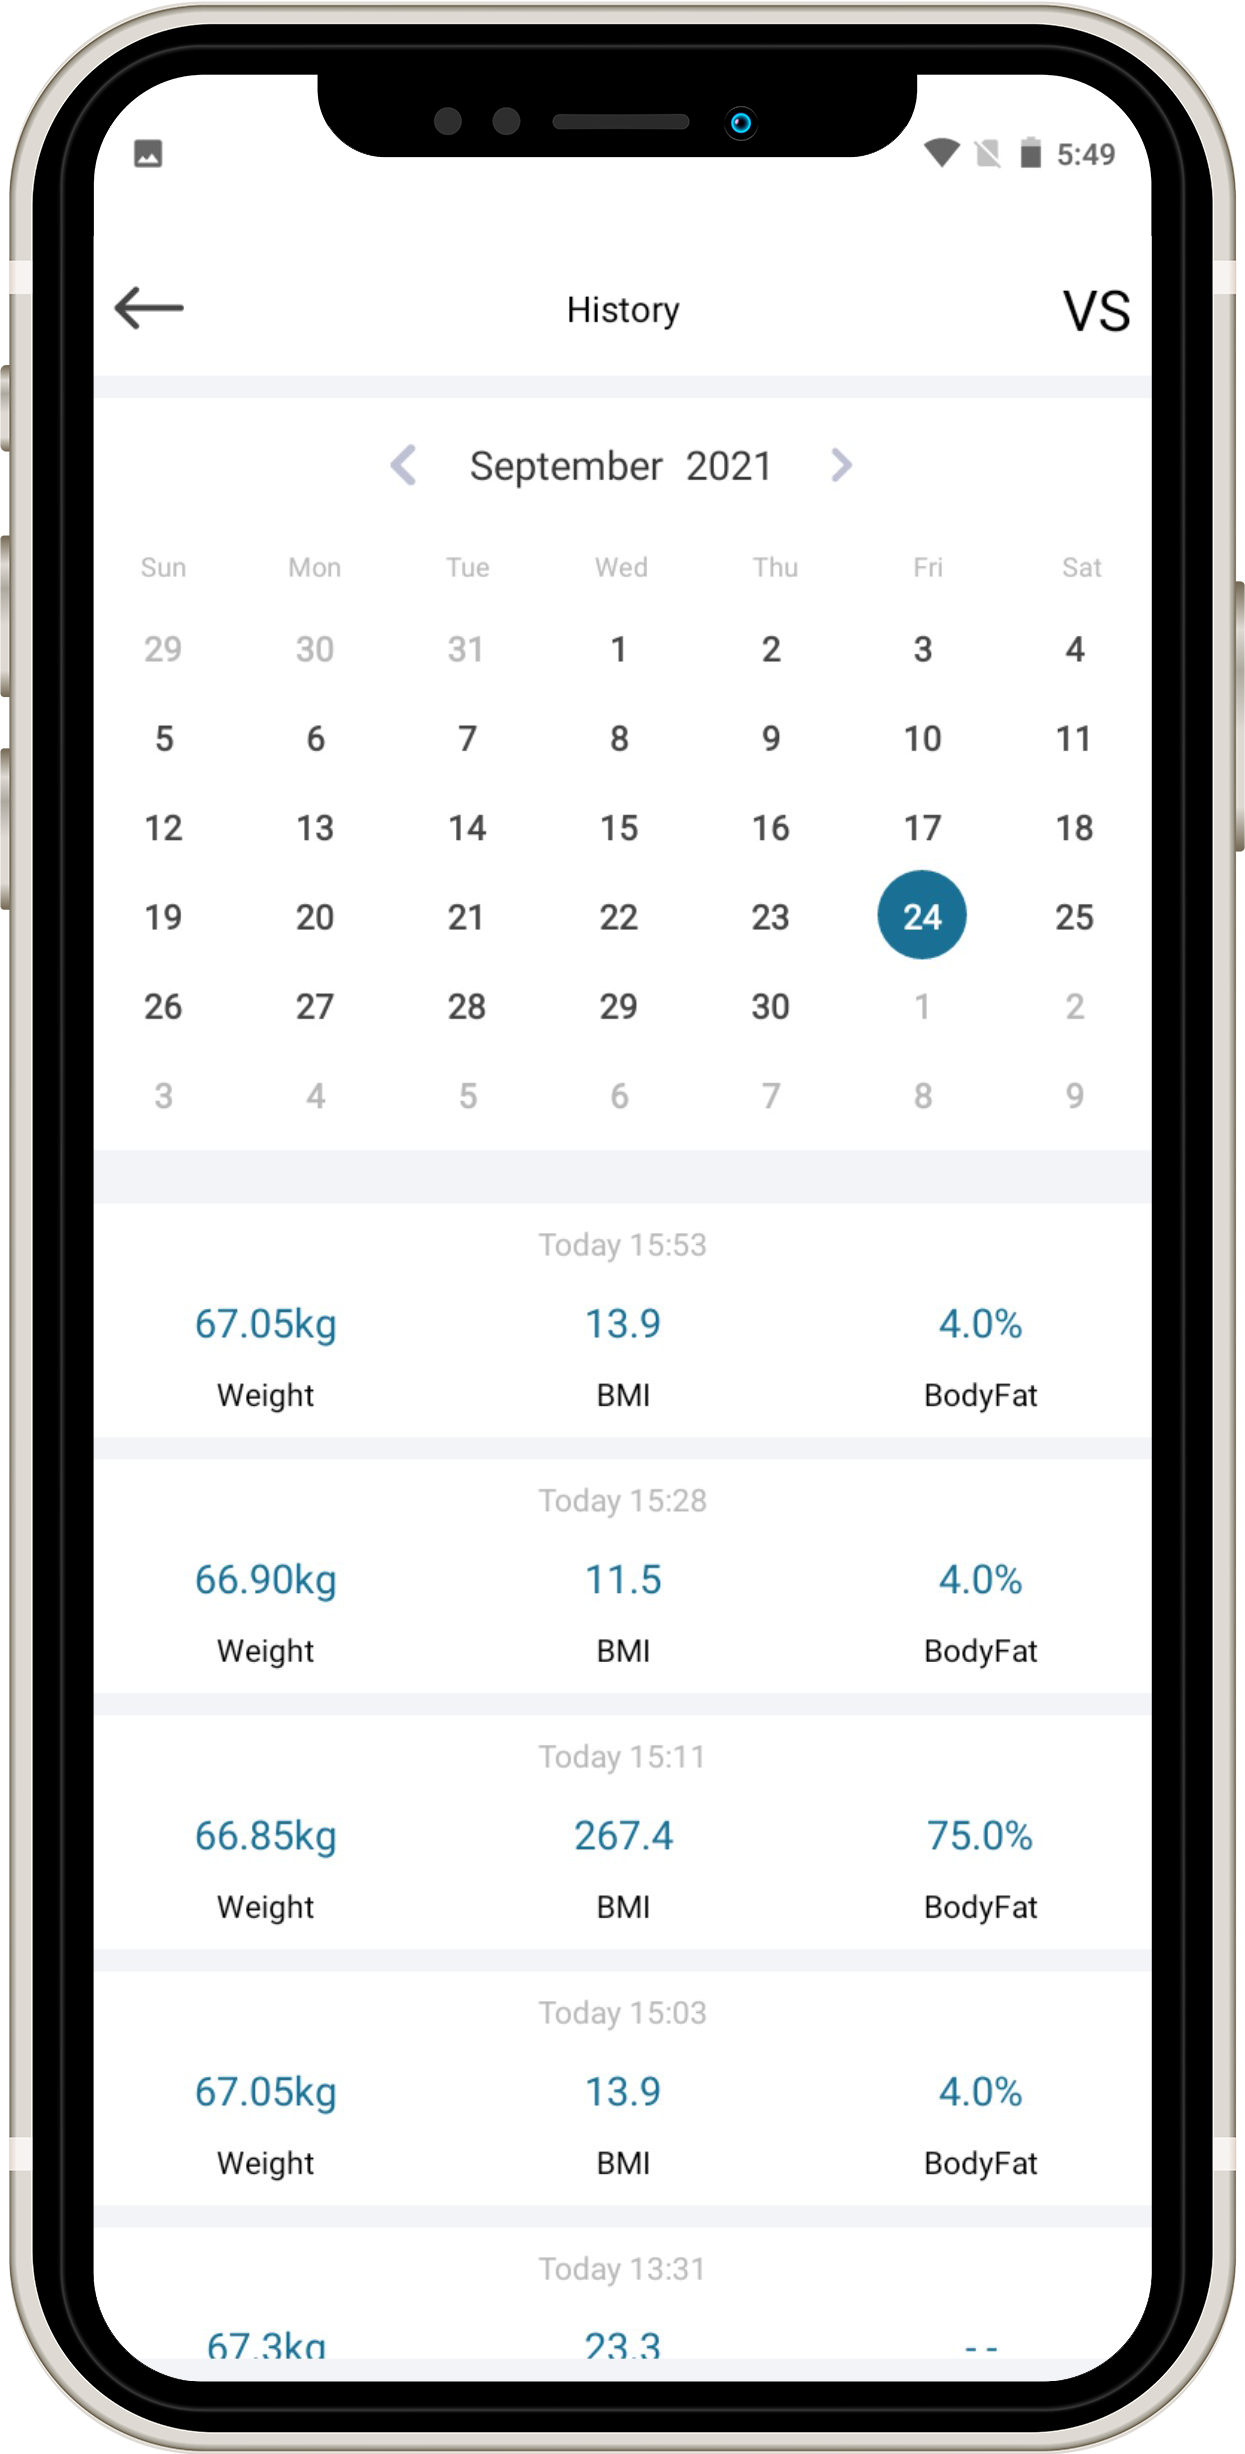 5:49
History VS
September 2021
Sun Mon Tue Wed Thu Fri Sat
29 30 31 1 2 3 4
5 6 7 8 9 10 11
12 13 14 15 16 17 18
19 20 21 22 23 24 25
26 27 28 29 30 1 2
3 4 5 6 7 8 9
Today 15:53
67.05kg 13.9 4.0%
Weight BMI BodyFat
Today 15:28
66.90kg 11.5 4.0%
Weight BMI BodyFat
Today 15:11
66.85kg 267.4 75.0%
Weight BMI BodyFat
Today 15:03
67.05kg 13.9 4.0%
Weight BMI BodyFat
Today 13:31
67.3kg 23.3 - -